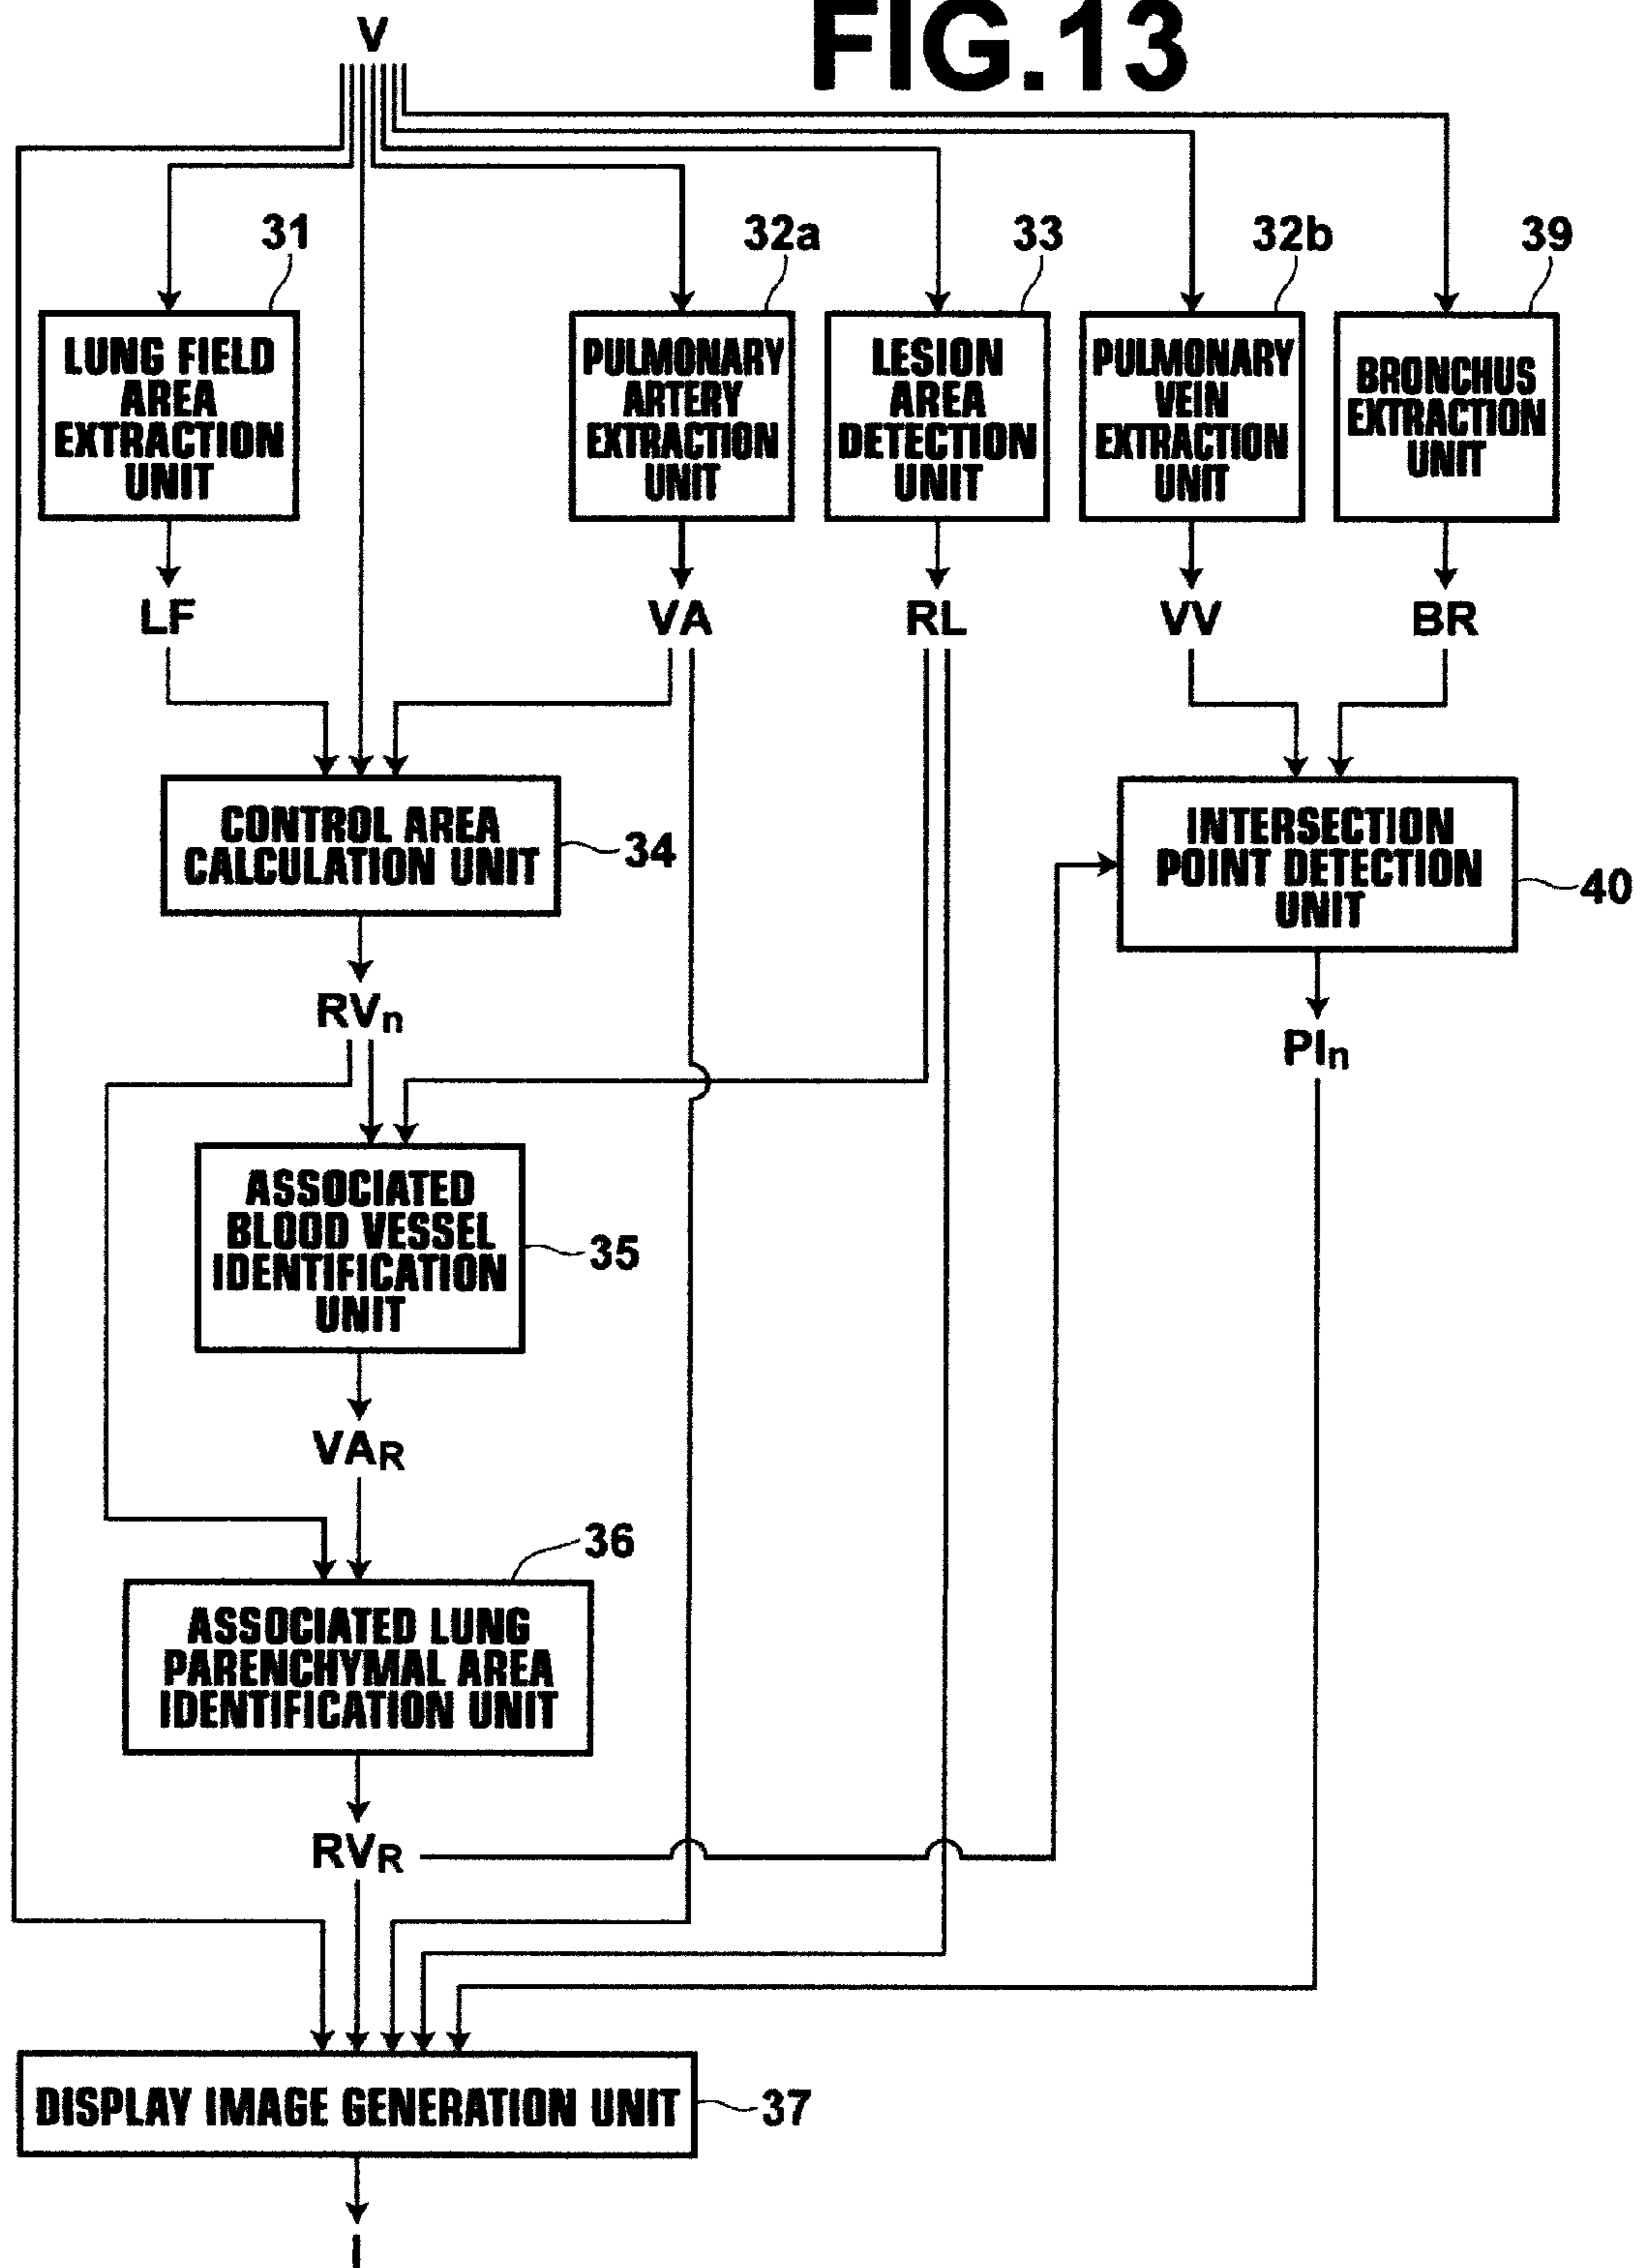 FIG.13
V
31
32a
33
32b
39
LUNG FIELD
AREA
EXTRACTION
UNIT
PULMONARY
ARTERY
EXTRACTION
UNIT
LESION
AREA
DETECTION
UNIT
PULMONARY
VEIN
EXTRACTION
UNIT
BRONCHUS
EXTRACTION
UNIT
LF
VA
RL
VV
BR
CONTROL AREA
CALCULATION UNIT
34
INTERSECTION
POINT DETECTION
UNIT
40
RVn
PIn
ASSOCIATED
BLOOD VESSEL
IDENTIFICATION
UNIT
35
VAR
36
ASSOCIATED LUNG
PARENCHYMAL AREA
IDENTIFICATION UNIT
RVR
DISPLAY IMAGE GENERATION UNIT
37
I